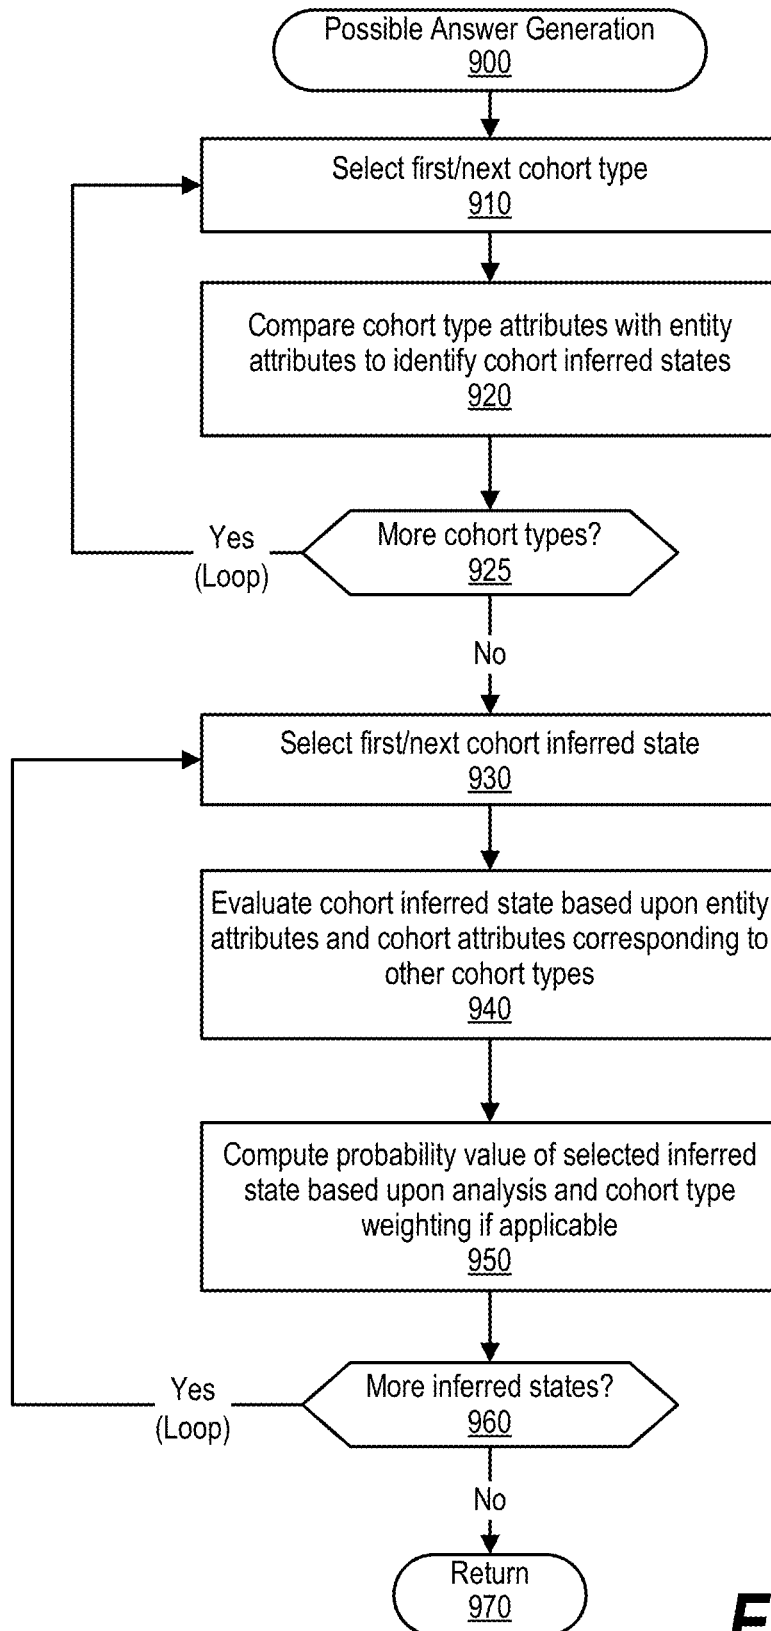 Possible Answer Generation
900
Select first/next cohort type
910
Compare cohort type attributes with entity
attributes to identify cohort inferred states
920
More cohort types?
925
Yes
(Loop)
No
Select first/next cohort inferred state
930
Evaluate cohort inferred state based upon entity
attributes and cohort attributes corresponding to
other cohort types
940
Compute probability value of selected inferred
state based upon analysis and cohort type
weighting if applicable
950
More inferred states?
960
Yes
(Loop)
No
Return
970